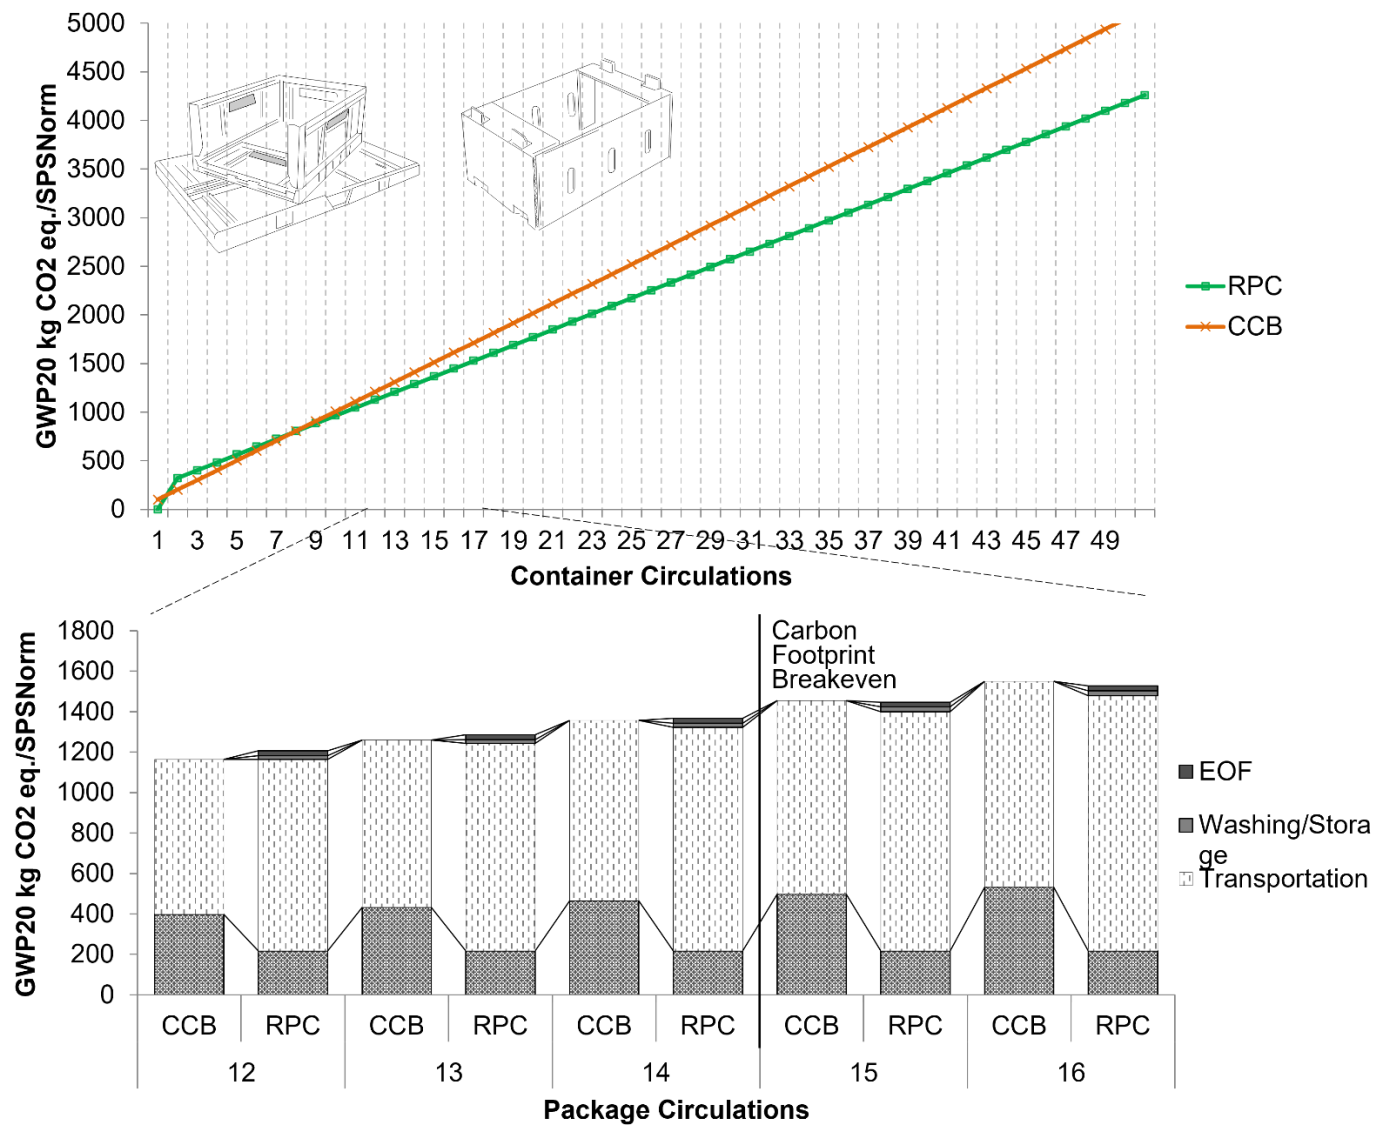 GWP20 kg CO2 eq./SPSNorm
5000
4500
4000
3500
3000
2500
2000
1500
1000
500
0
1 3 5 7 9 11 13 15 17 19 21 23 25 27 29 31 33 35 37 39 41 43 45 47 49
Container Circulations
RPC
CCB
GWP20 kg CO2 eq./SPSNorm
1800
1600
1400
1200
1000
800
600
400
200
0
Carbon
Footprint
Breakeven
EOF
Washing/Stora
ge
Transportation
CCB RPC CCB RPC CCB RPC CCB RPC CCB RPC
12 13 14 15 16
Package Circulations